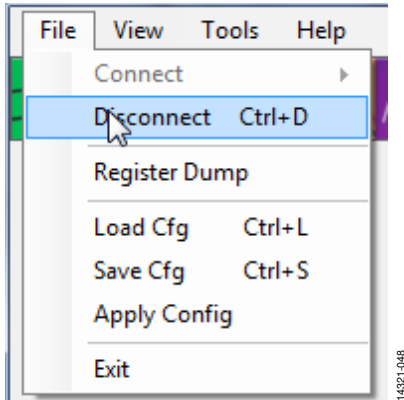 File View Tools Help
Connect
Disconnect Ctrl+D
Register Dump
Load Cfg Ctrl+L
Save Cfg Ctrl+S
Apply Config
Exit
14321-048